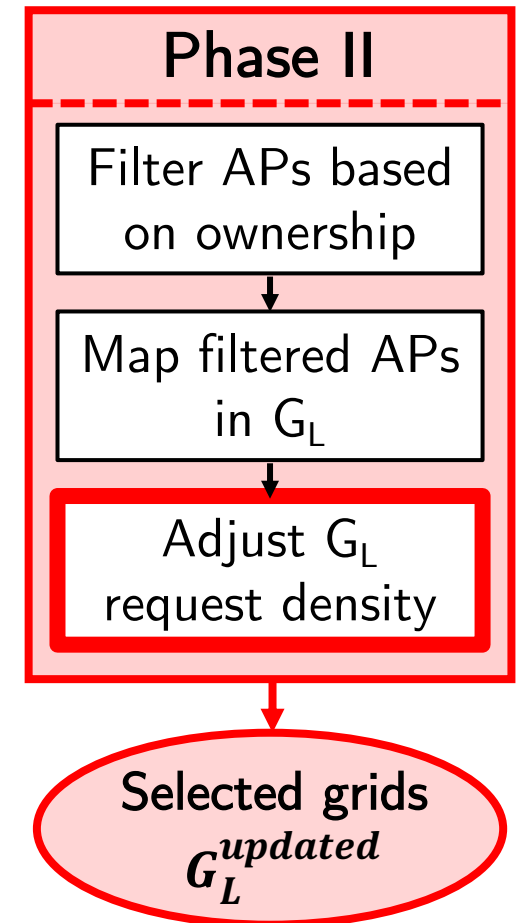 Phase II
Filter APs based
on ownership
Map filtered APs
in G_L
Adjust G_L
request density
Selected grids
G_L^{updated}